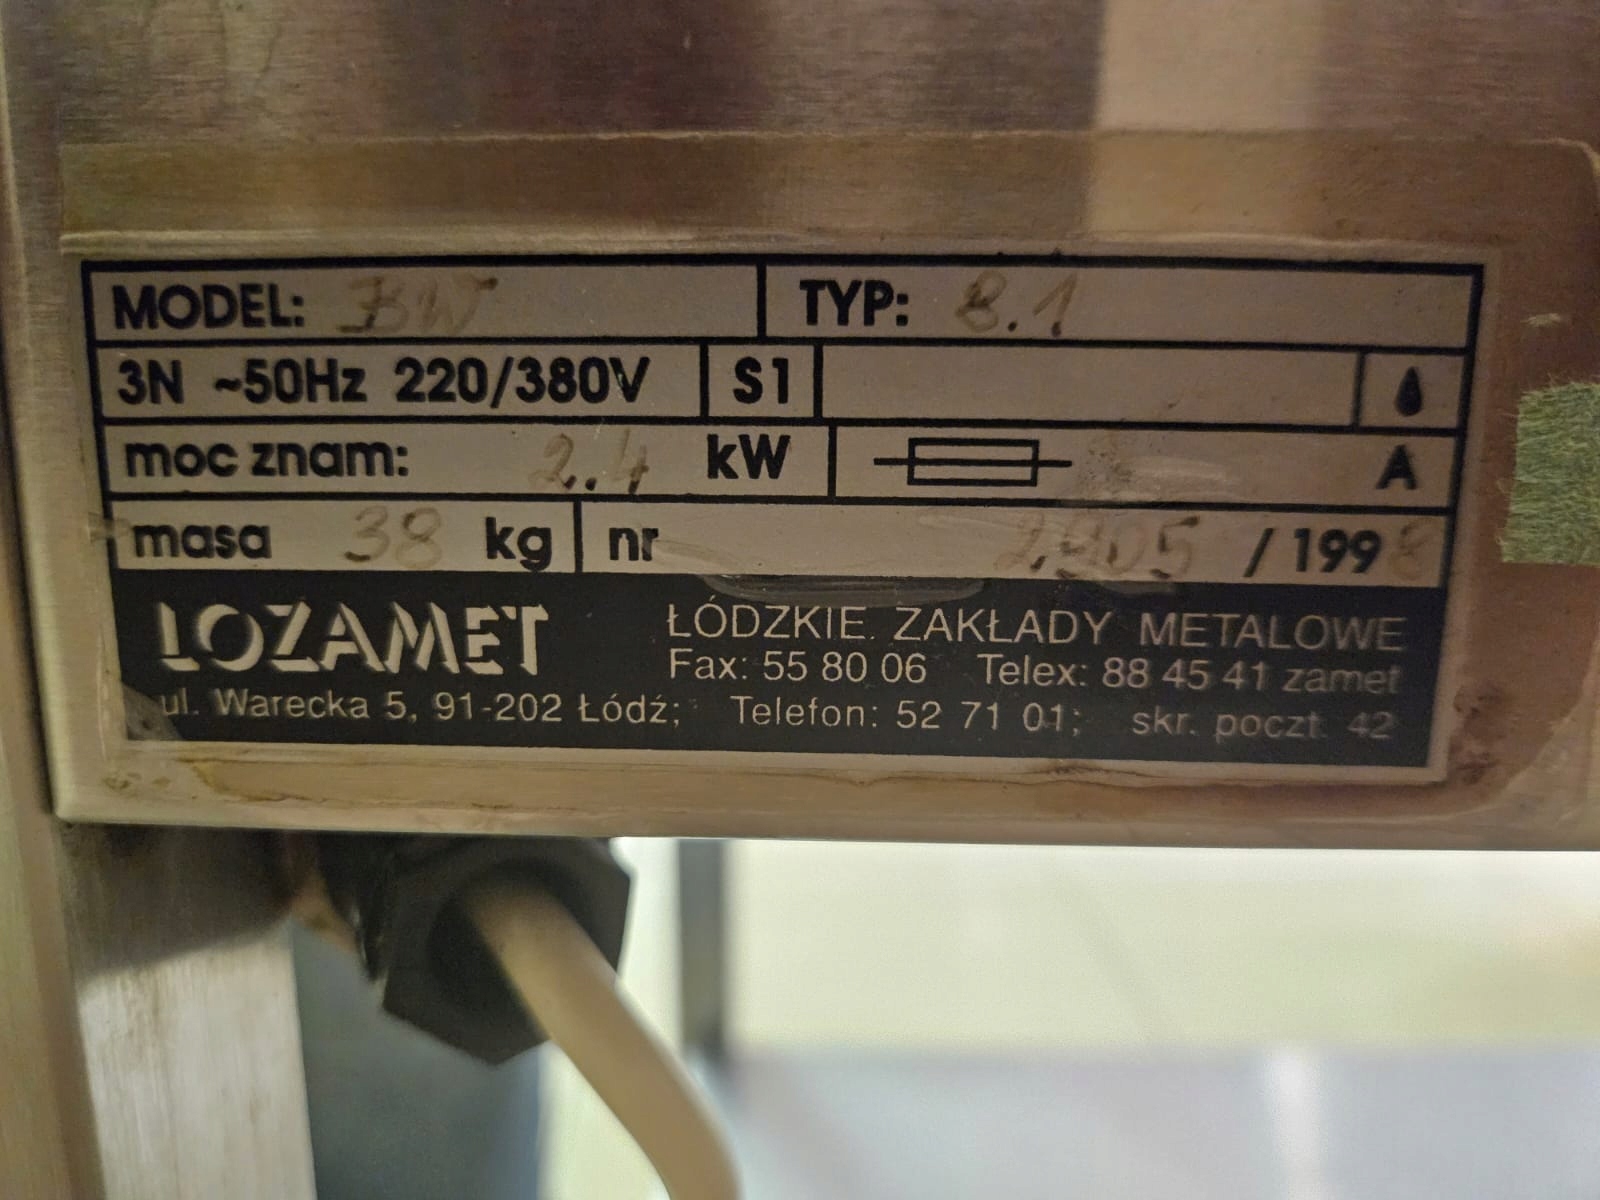 MODEL: BW TYP: 8.1
3N ~50Hz 220/380V S1
moc znam: 2.4 kW A
masa 38 kg nr 2905 /1998
LOZAMET ŁÓDZKIE ZAKŁADY METALOWE
Fax: 55 80 06 Telex: 88 45 41 zamet
ul. Warecka 5, 91-202 Łódź; Telefon: 52 71 01; skr. poczt. 42